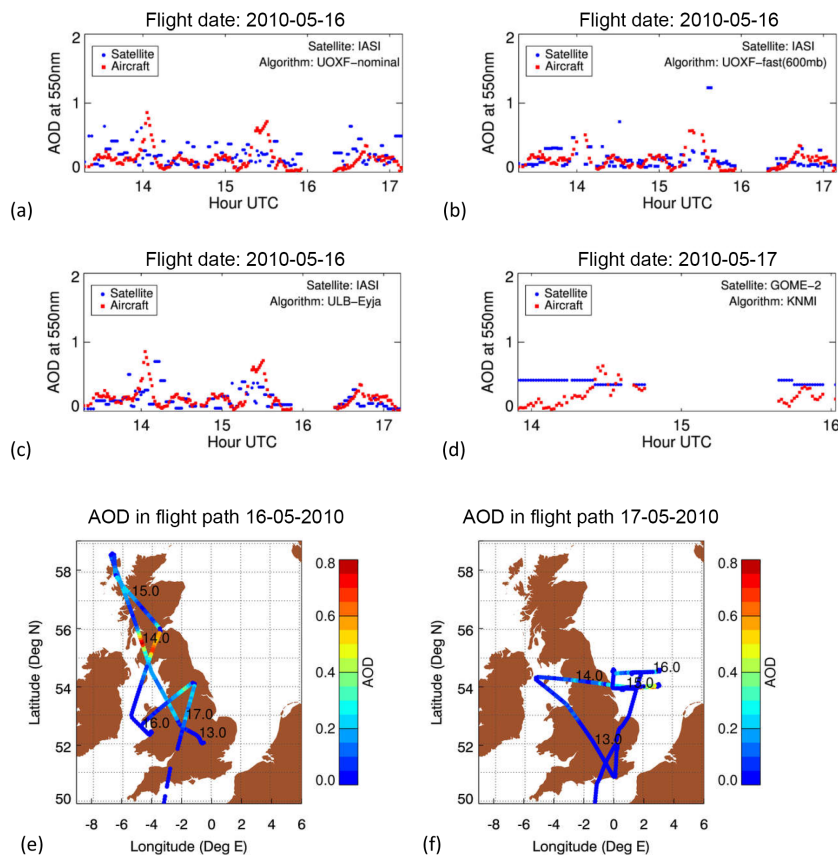 Flight date: 2010-05-16
2
Satellite
Aircraft
Satellite: IASI
Algorithm: UOXF-nominal
AOD at 550nm
1
0
14 15 16 17
Hour UTC
(a)
Flight date: 2010-05-16
2
Satellite
Aircraft
Satellite: IASI
Algorithm: UOXF-fast(600mb)
AOD at 550nm
1
0
14 15 16 17
Hour UTC
(b)
Flight date: 2010-05-16
2
Satellite
Aircraft
Satellite: IASI
Algorithm: ULB-Eyja
AOD at 550nm
1
0
14 15 16 17
Hour UTC
(c)
Flight date: 2010-05-17
2
Satellite
Aircraft
Satellite: GOME-2
Algorithm: KNMI
AOD at 550nm
1
0
14 15 16
Hour UTC
(d)
AOD in flight path 16-05-2010
58
56
54
52
50
Latitude (Deg N)
15.0
14.0
17.0
16.0
13.0
-8 -6 -4 -2 0 2 4 6
Longitude (Deg E)
0.8
0.6
0.4
0.2
0.0
AOD
(e)
AOD in flight path 17-05-2010
58
56
54
52
50
Latitude (Deg N)
14.0
16.0
15.0
13.0
-8 -6 -4 -2 0 2 4 6
Longitude (Deg E)
0.8
0.6
0.4
0.2
0.0
AOD
(f)